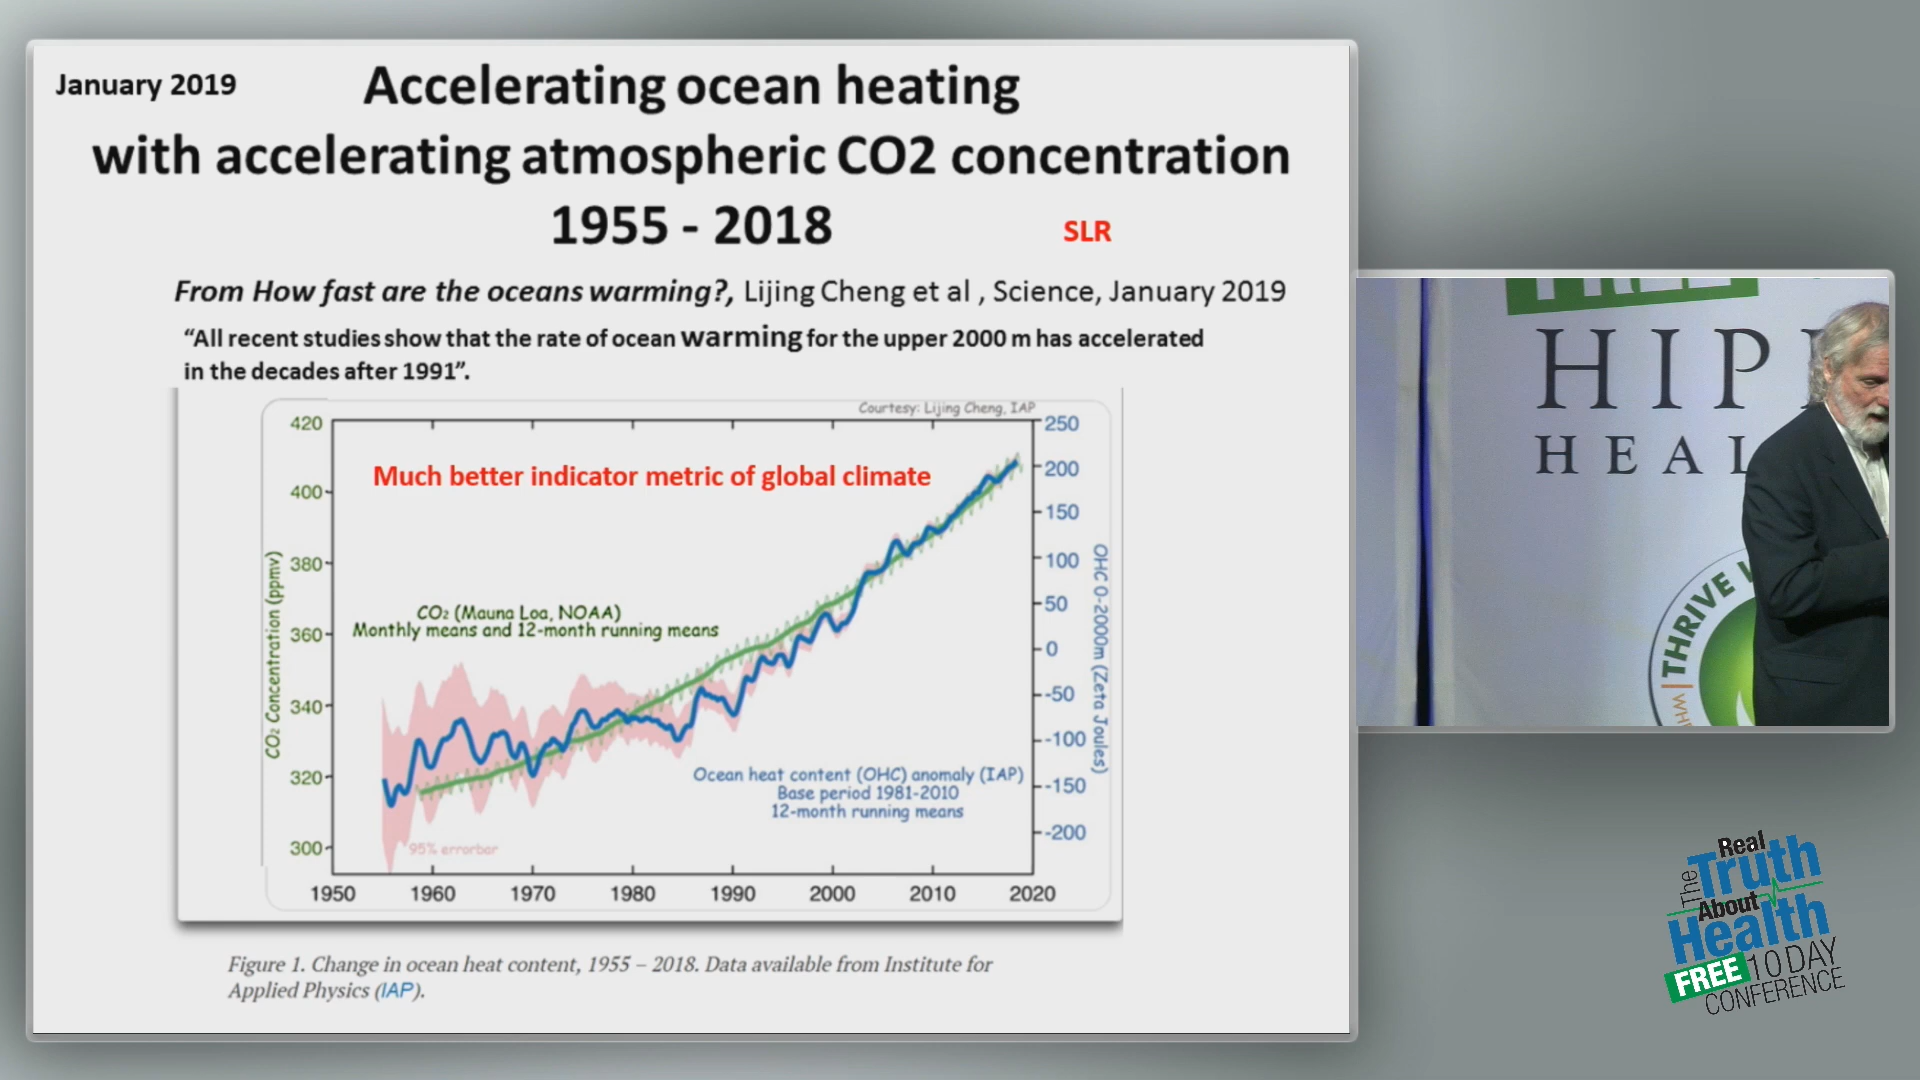 January 2019
Accelerating ocean heating
with accelerating atmospheric CO2 concentration
1955 - 2018
SLR
From How fast are the oceans warming?, Lijing Cheng et al , Science, January 2019
“All recent studies show that the rate of ocean warming for the upper 2000 m has accelerated
in the decades after 1991”.
Courtesy: Lijing Cheng, IAP
Much better indicator metric of global climate
420
400
380
360
340
320
300
CO₂ Concentration (ppmv)
CO₂ (Mauna Loa, NOAA)
Monthly means and 12-month running means
250
200
150
100
50
0
-50
-100
-150
-200
OHC 0-2000m (Zeta Joules)
Ocean heat content (OHC) anomaly (IAP)
Base period 1981-2010
12-month running means
95% errorbar
1950 1960 1970 1980 1990 2000 2010 2020
Figure 1. Change in ocean heat content, 1955 – 2018. Data available from Institute for
Applied Physics (IAP).
HIP
HEAL
THRIVE
The Real
Truth
About
Health
FREE 10 DAY
CONFERENCE